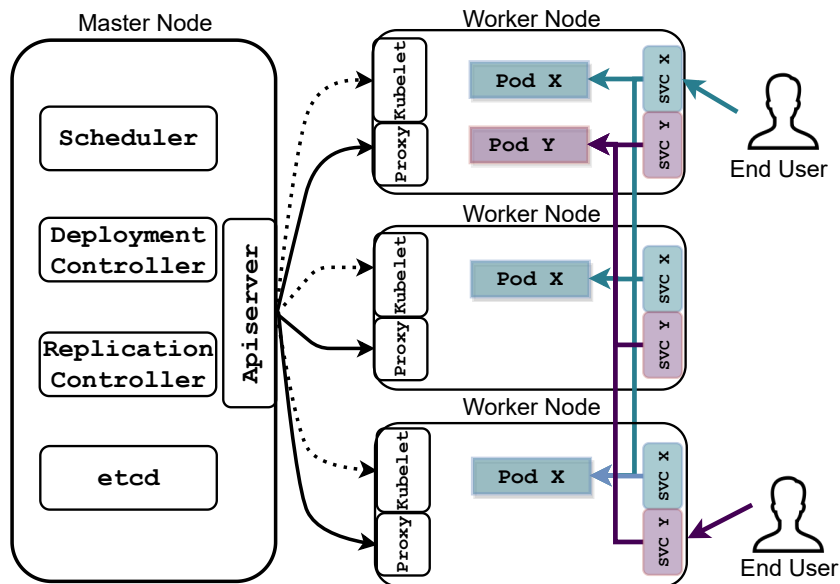 Master Node
Scheduler
Deployment
Controller
Replication
Controller
etcd
Apiserver
Worker Node
Kubelet
Proxy
Pod X
Pod Y
svc X
svc Y
End User
Worker Node
Kubelet
Proxy
Pod X
svc X
svc Y
Worker Node
Kubelet
Proxy
Pod X
svc X
svc Y
End User